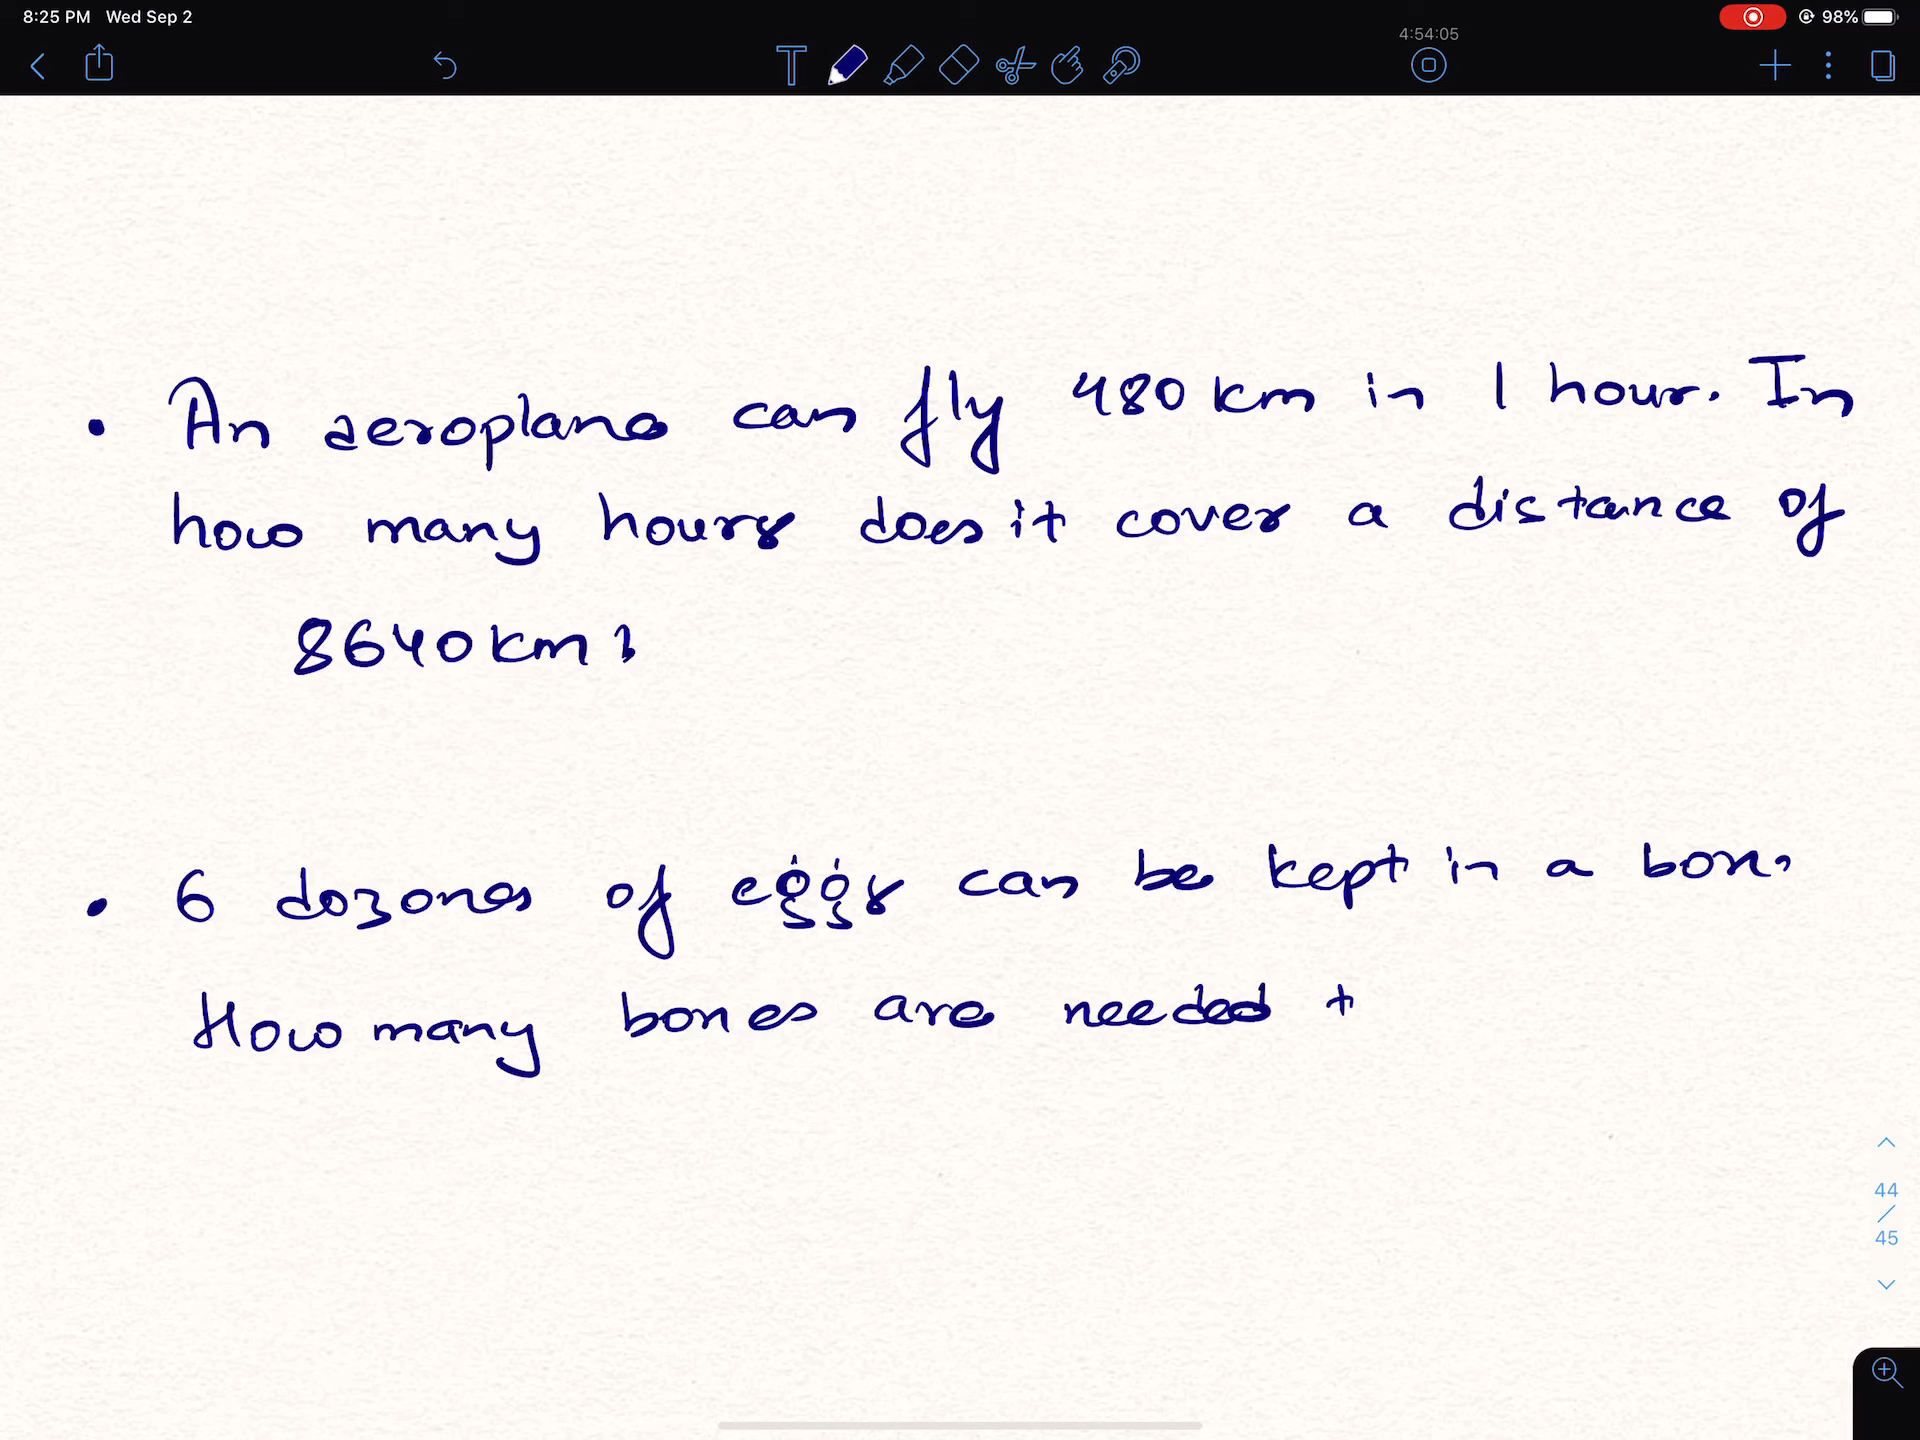 8:25 PM Wed Sep 2
98%
4:54:05
• An aeroplane can fly 480 km in 1 hour. In
how many hours does it cover a distance of
8640 km ?
• 6 dozones of eggs can be kept in a box.
How many boxes are needed t
44
/
45